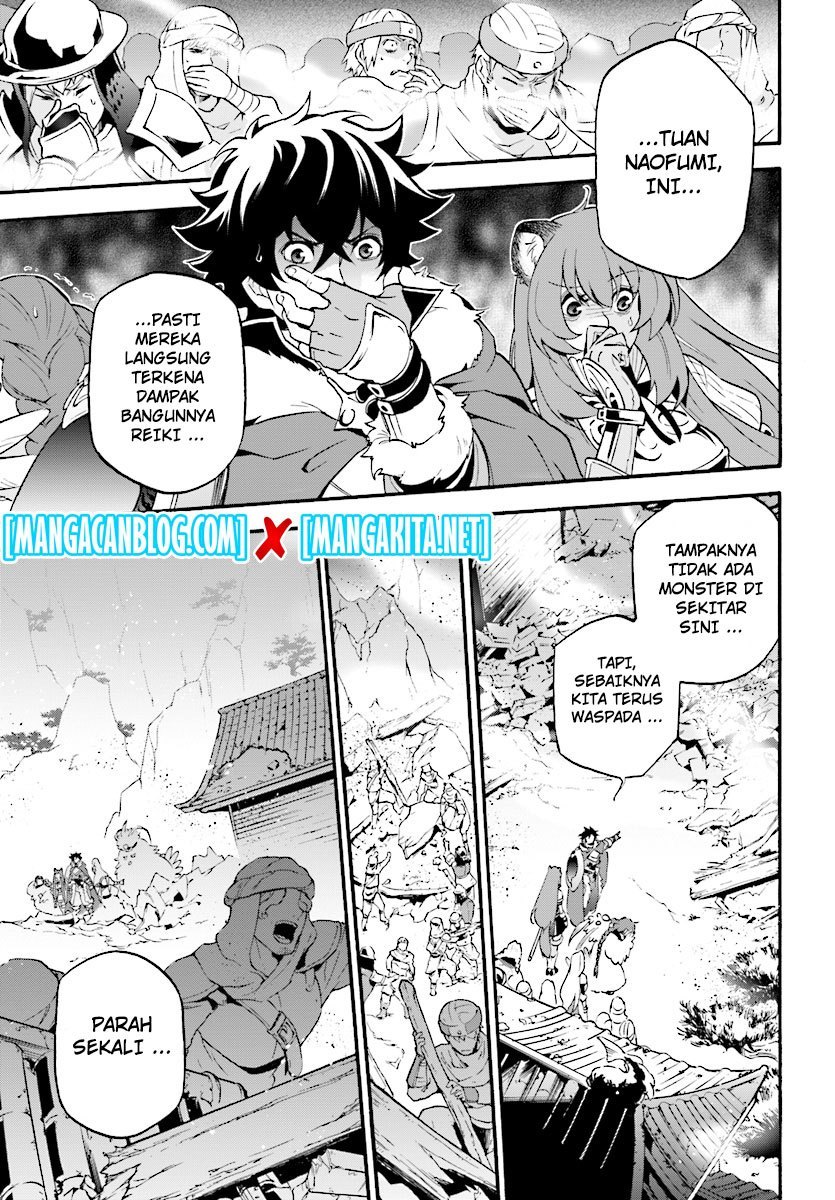 ...TUAN
NAOFUMI,
INI...
...PASTI
MEREKA
LANGSUNG
TERKENA
DAMPAK
BANGUNNYA
REIKI ...
[MANGACANBLOG.COM] X [MANGAKITA.NET]
TAMPAKNYA
TIDAK ADA
MONSTER DI
SEKITAR
SINI ...
TAPI,
SEBAIKNYA
KITA TERUS
WASPADA ...
PARAH
SEKALI ...